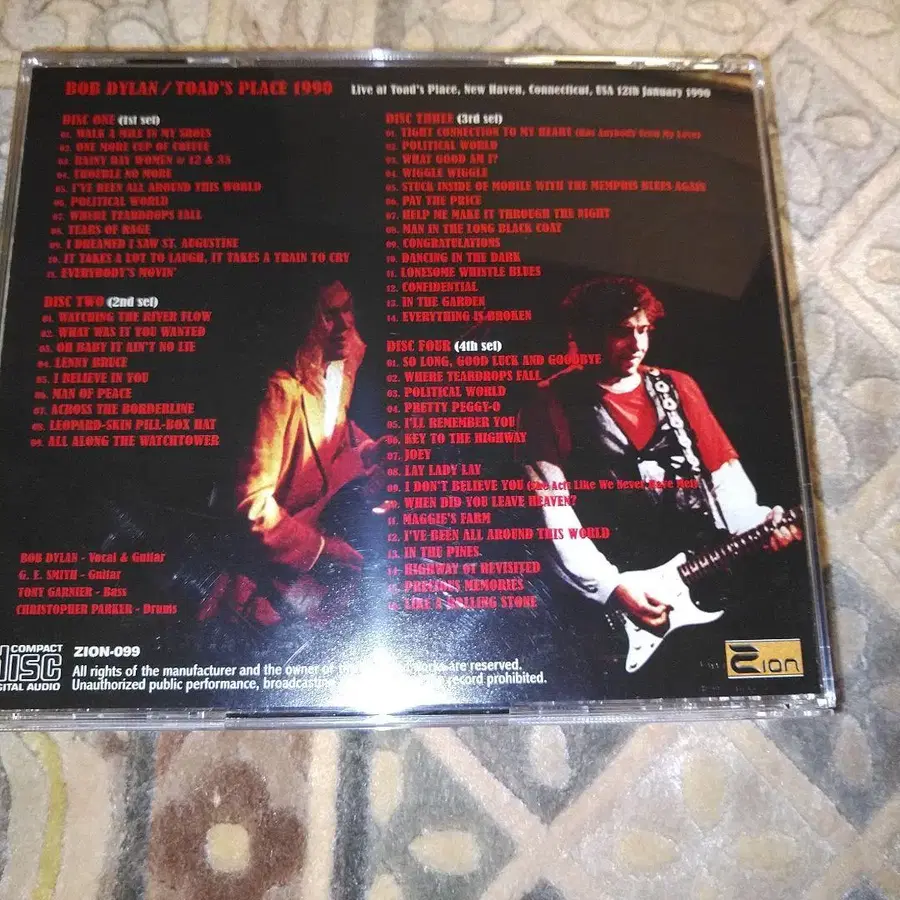 BOB DYLAN / TOAD'S PLACE 1990 Live at Toad's Place, New Haven, Connecticut, USA 12th January 1990
DISC ONE (1st set)
01. WALK A MILE IN MY SHOES
02. ONE MORE CUP OF COFFEE
03. RAINY DAY WOMEN # 12 & 35
04. TROUBLE NO MORE
05. I'VE BEEN ALL AROUND THIS WORLD
06. POLITICAL WORLD
07. WHERE TEARDROPS FALL
08. TEARS OF RAGE
09. I DREAMED I SAW ST. AUGUSTINE
10. IT TAKES A LOT TO LAUGH, IT TAKES A TRAIN TO CRY
11. EVERYBODY'S MOVIN'
DISC TWO (2nd set)
01. WATCHING THE RIVER FLOW
02. WHAT WAS IT YOU WANTED
03. OH BABY IT AIN'T NO LIE
04. LENNY BRUCE
05. I BELIEVE IN YOU
06. MAN OF PEACE
07. ACROSS THE BORDERLINE
08. LEOPARD-SKIN PILL-BOX HAT
09. ALL ALONG THE WATCHTOWER
DISC THREE (3rd set)
01. TIGHT CONNECTION TO MY HEART (Has Anybody Seen My Love)
02. POLITICAL WORLD
03. WHAT GOOD AM I?
04. WIGGLE WIGGLE
05. STUCK INSIDE OF MOBILE WITH THE MEMPHIS BLUES AGAIN
06. PAY THE PRICE
07. HELP ME MAKE IT THROUGH THE NIGHT
08. MAN IN THE LONG BLACK COAT
09. CONGRATULATIONS
10. DANCING IN THE DARK
11. LONESOME WHISTLE BLUES
12. CONFIDENTIAL
13. IN THE GARDEN
14. EVERYTHING IS BROKEN
DISC FOUR (4th set)
01. SO LONG, GOOD LUCK AND GOODBYE
02. WHERE TEARDROPS FALL
03. POLITICAL WORLD
04. PRETTY PEGGY-O
05. I'LL REMEMBER YOU
06. KEY TO THE HIGHWAY
07. JOEY
08. LAY LADY LAY
09. I DON'T BELIEVE YOU (She Acts Like We Never Have Met)
10. WHEN DID YOU LEAVE HEAVEN?
11. MAGGIE'S FARM
12. I'VE BEEN ALL AROUND THIS WORLD
13. IN THE PINES
14. HIGHWAY 61 REVISITED
15. PRECIOUS MEMORIES
16. LIKE A ROLLING STONE
BOB DYLAN - Vocal & Guitar
G. E. SMITH - Guitar
TONY GARNIER - Bass
CHRISTOPHER PARKER - Drums
COMPACT
disc
DIGITAL AUDIO
ZION-099
All rights of the manufacturer and the owner of the works are reserved.
Unauthorized public performance, broadcasting record prohibited.
Zion